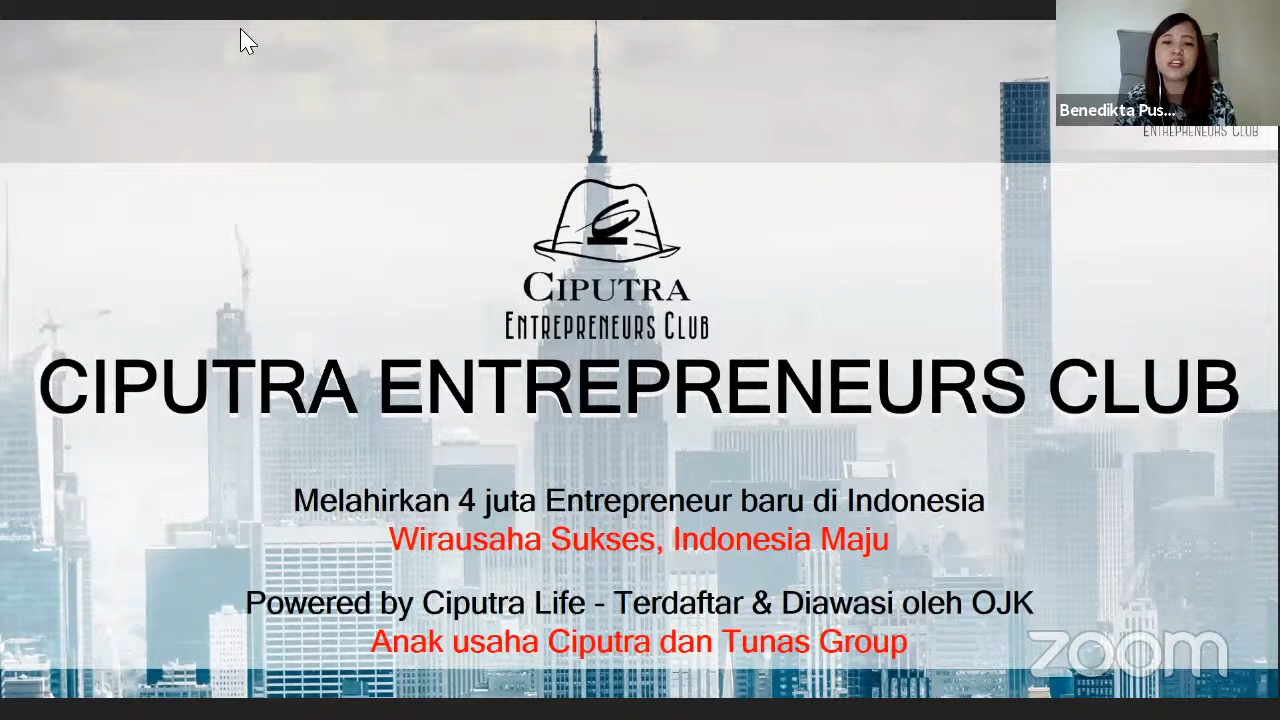 Benedikta Pus...
ENTREPRENEURS CLUB
CIPUTRA
ENTREPRENEURS CLUB
CIPUTRA ENTREPRENEURS CLUB
Melahirkan 4 juta Entrepreneur baru di Indonesia
Wirausaha Sukses, Indonesia Maju
Powered by Ciputra Life - Terdaftar & Diawasi oleh OJK
Anak usaha Ciputra dan Tunas Group
zoom